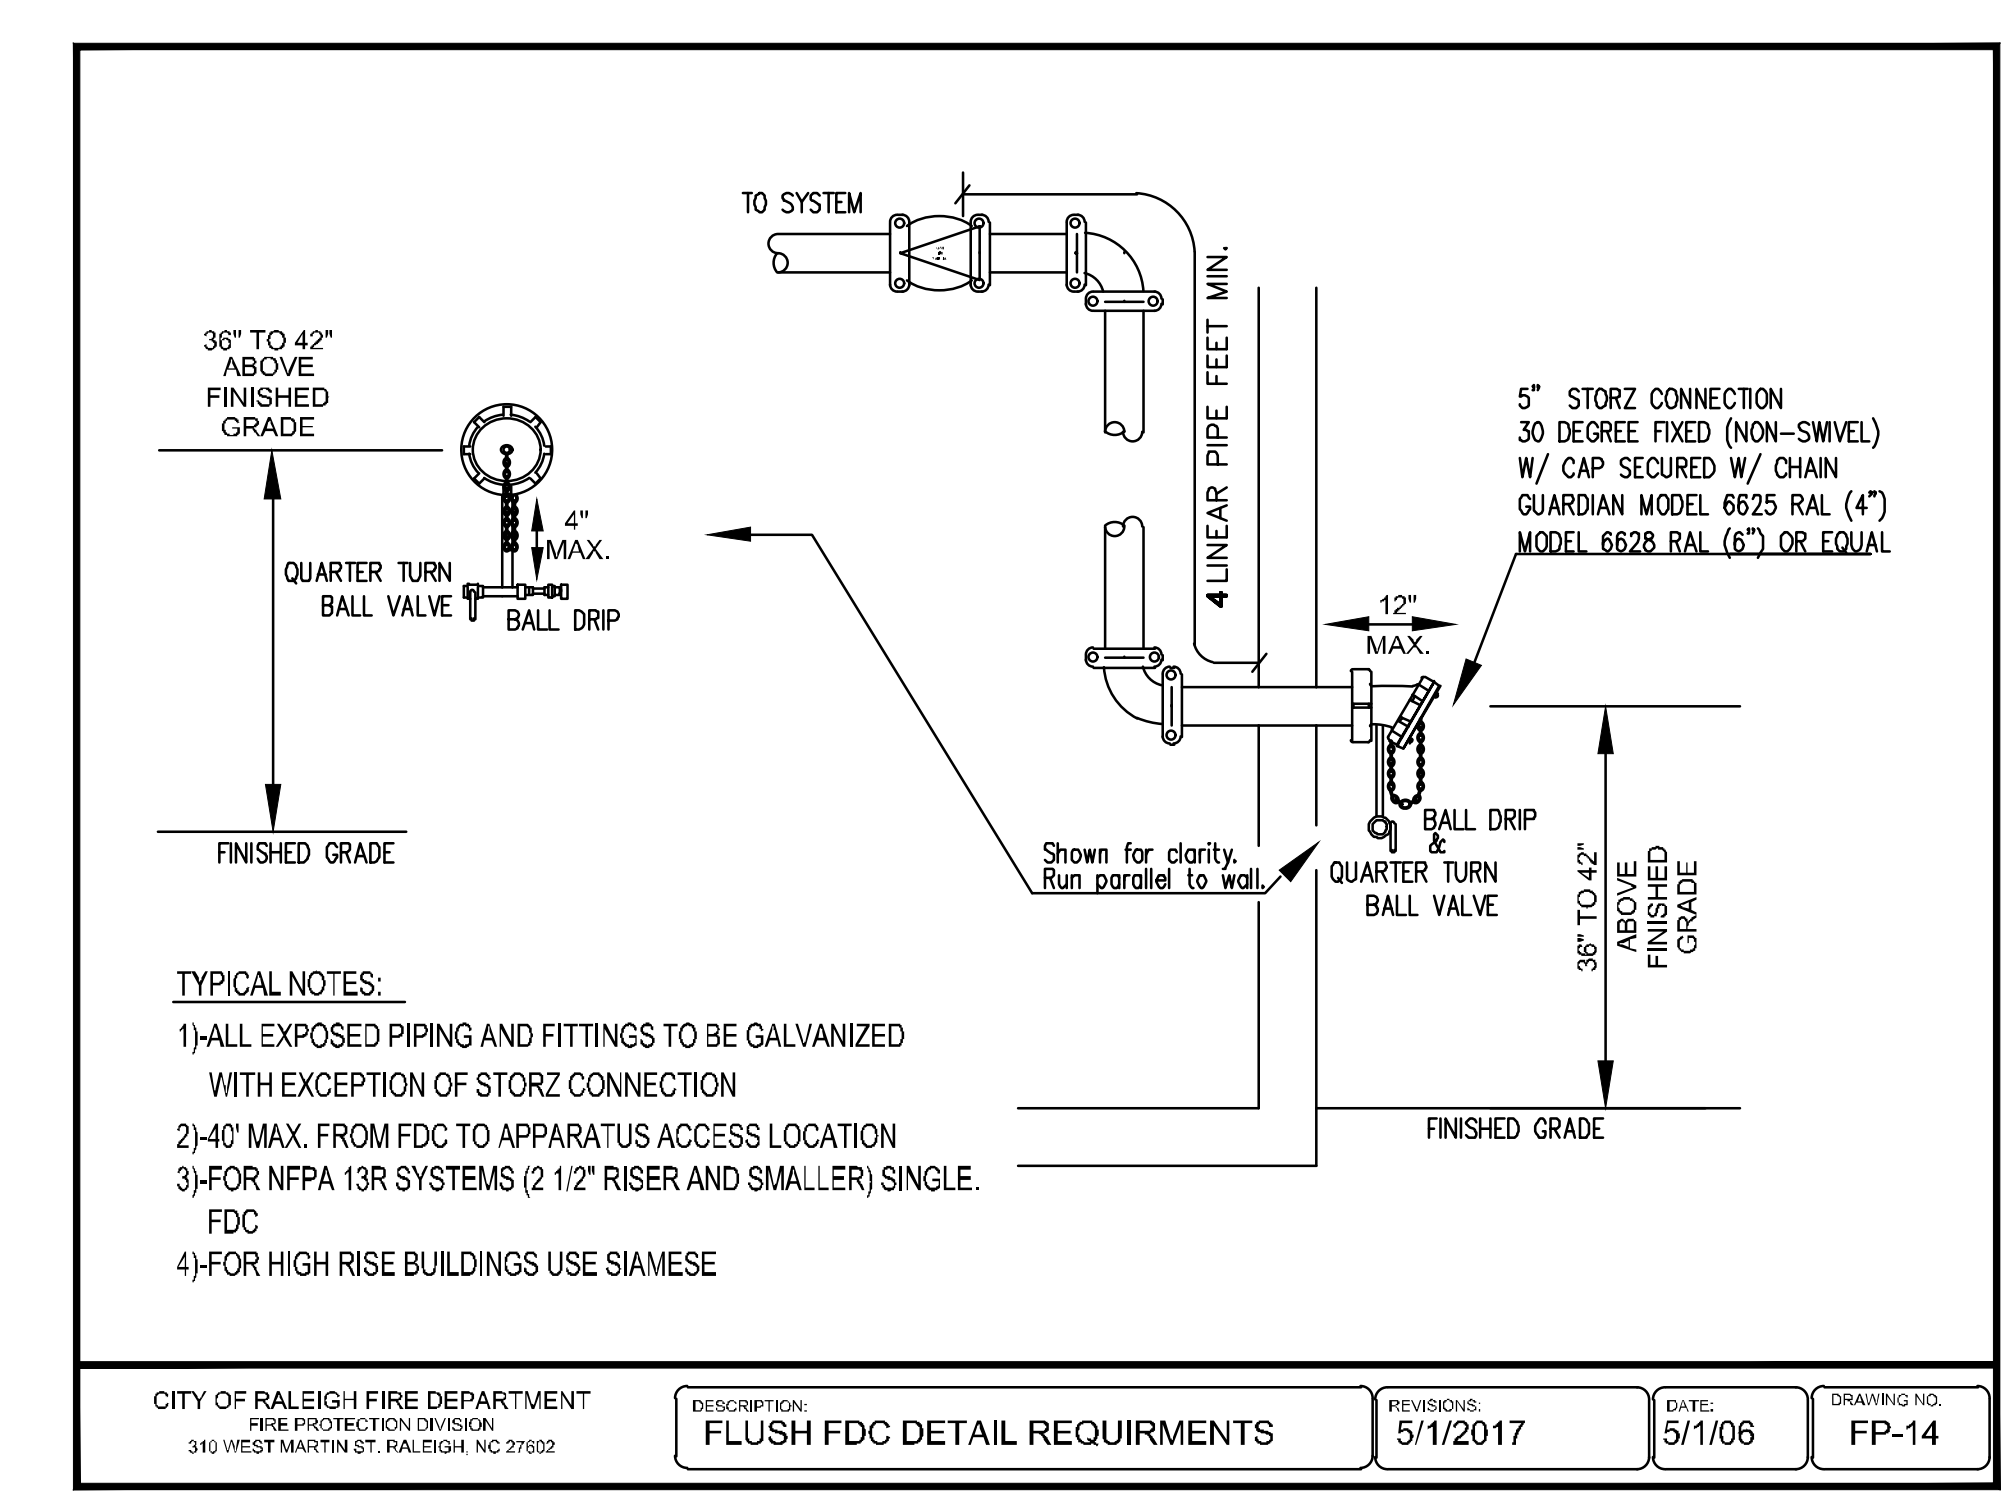 TO SYSTEM
4 LINEAR PIPE FEET MIN.
36" TO 42"
ABOVE
FINISHED
GRADE
4"
MAX.
QUARTER TURN
BALL VALVE
BALL DRIP
FINISHED GRADE
5" STORZ CONNECTION
30 DEGREE FIXED (NON-SWIVEL)
W/ CAP SECURED W/ CHAIN
GUARDIAN MODEL 6625 RAL (4")
MODEL 6628 RAL (6") OR EQUAL
12"
MAX.
BALL DRIP
&
QUARTER TURN
BALL VALVE
Shown for clarity.
Run parallel to wall.
36" TO 42"
ABOVE
FINISHED
GRADE
FINISHED GRADE
TYPICAL NOTES:
1)-ALL EXPOSED PIPING AND FITTINGS TO BE GALVANIZED
WITH EXCEPTION OF STORZ CONNECTION
2)-40' MAX. FROM FDC TO APPARATUS ACCESS LOCATION
3)-FOR NFPA 13R SYSTEMS (2 1/2" RISER AND SMALLER) SINGLE.
FDC
4)-FOR HIGH RISE BUILDINGS USE SIAMESE
CITY OF RALEIGH FIRE DEPARTMENT
FIRE PROTECTION DIVISION
310 WEST MARTIN ST. RALEIGH, NC 27602
DESCRIPTION:
FLUSH FDC DETAIL REQUIRMENTS
REVISIONS:
5/1/2017
DATE:
5/1/06
DRAWING NO.
FP-14